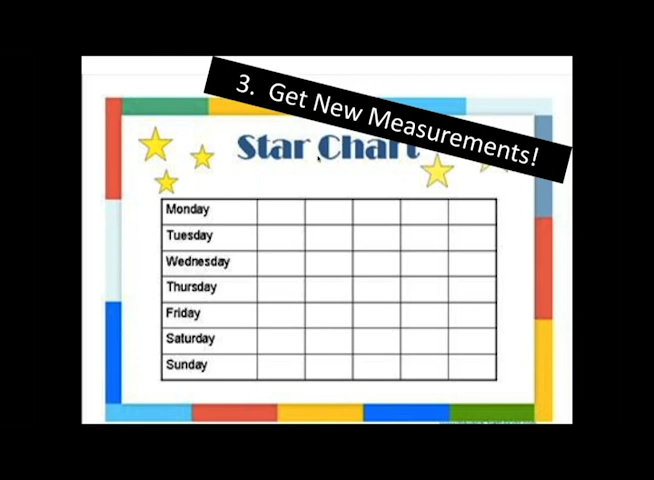 3. Get New Measurements!
Star Chart
Monday
Tuesday
Wednesday
Thursday
Friday
Saturday
Sunday